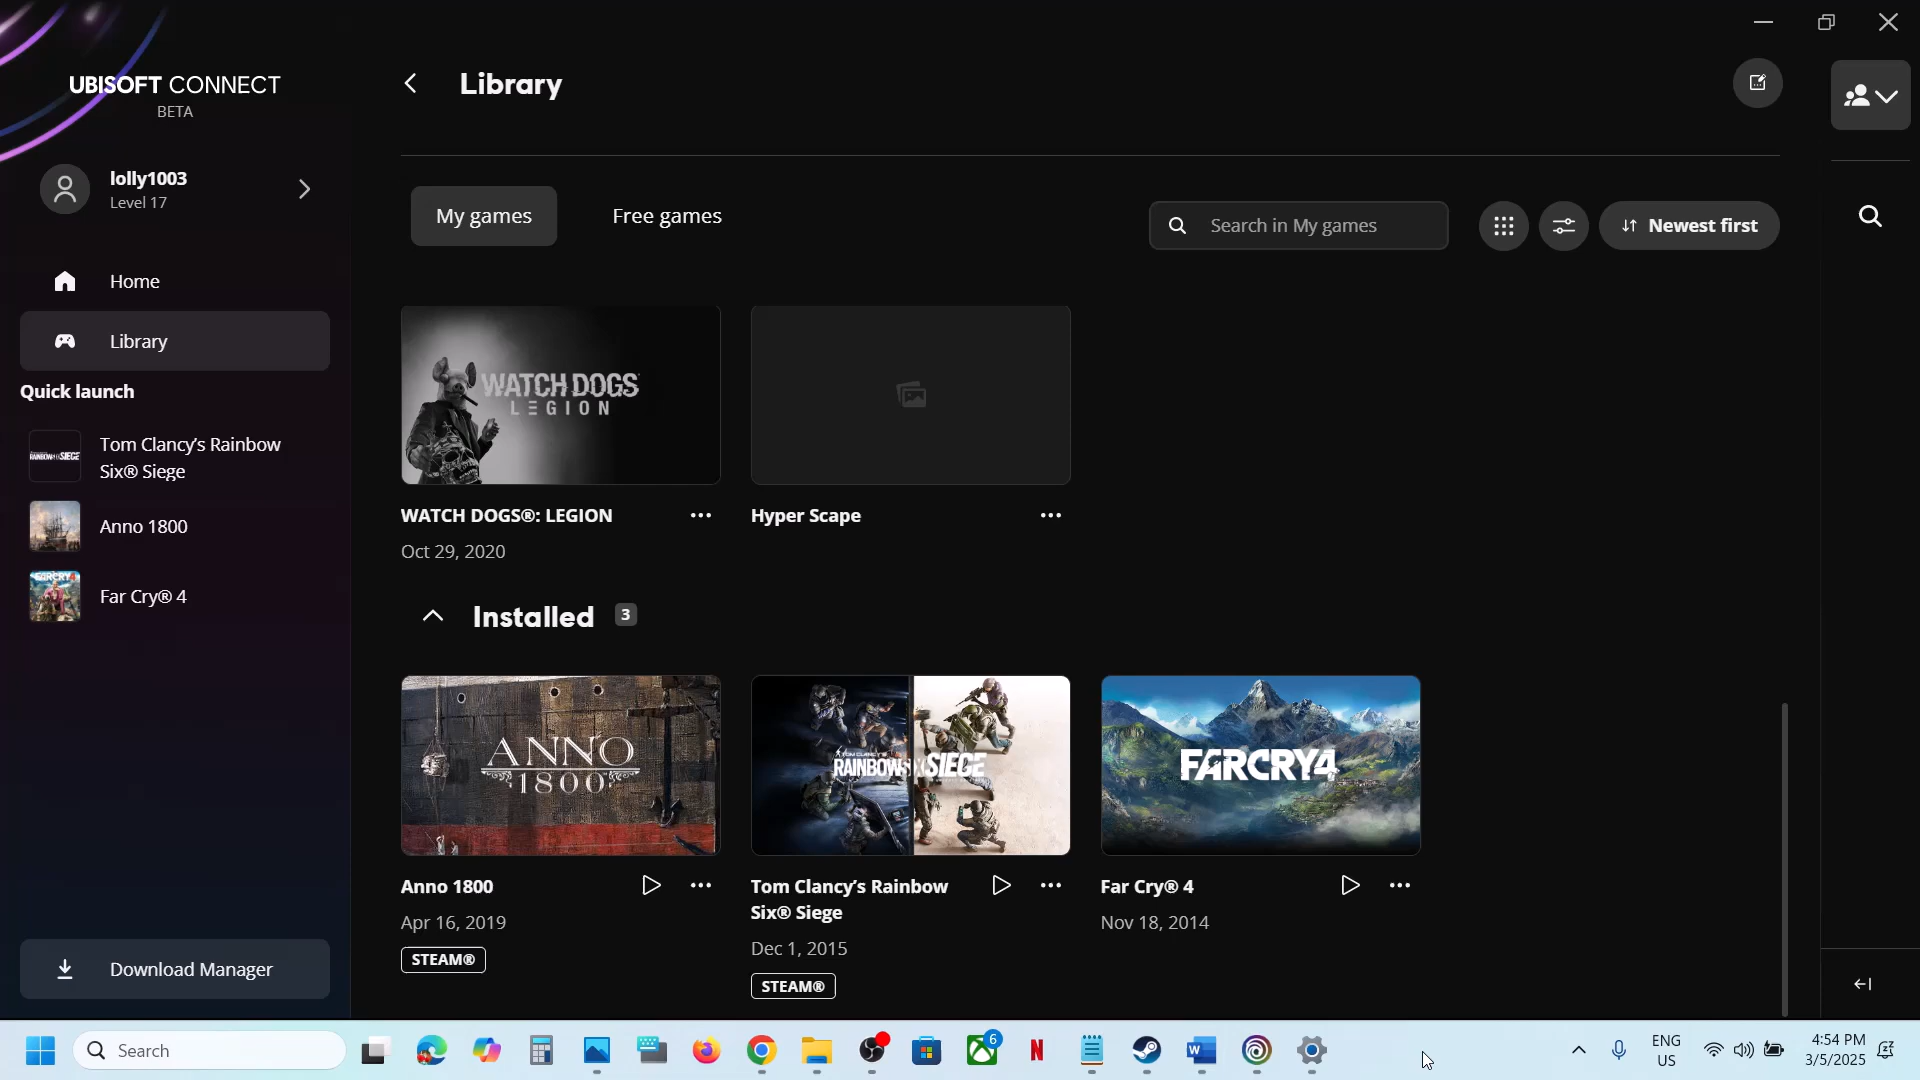 UBISOFT CONNECT
BETA
lolly1003
Level 17
Home
Library
Quick launch
Tom Clancy's Rainbow
Six® Siege
Anno 1800
Far Cry® 4
Download Manager
Library
My games
Free games
Search in My games
Newest first
WATCH DOGS
LEGION
WATCH DOGS®: LEGION
Oct 29, 2020
Hyper Scape
Installed
3
ANNO
1800
RAINBOW SIX SIEGE
FARCRY4
Anno 1800
Apr 16, 2019
STEAM®
Tom Clancy's Rainbow
Six® Siege
Dec 1, 2015
STEAM®
Far Cry® 4
Nov 18, 2014
Search
6
ENG
US
4:54 PM
3/5/2025